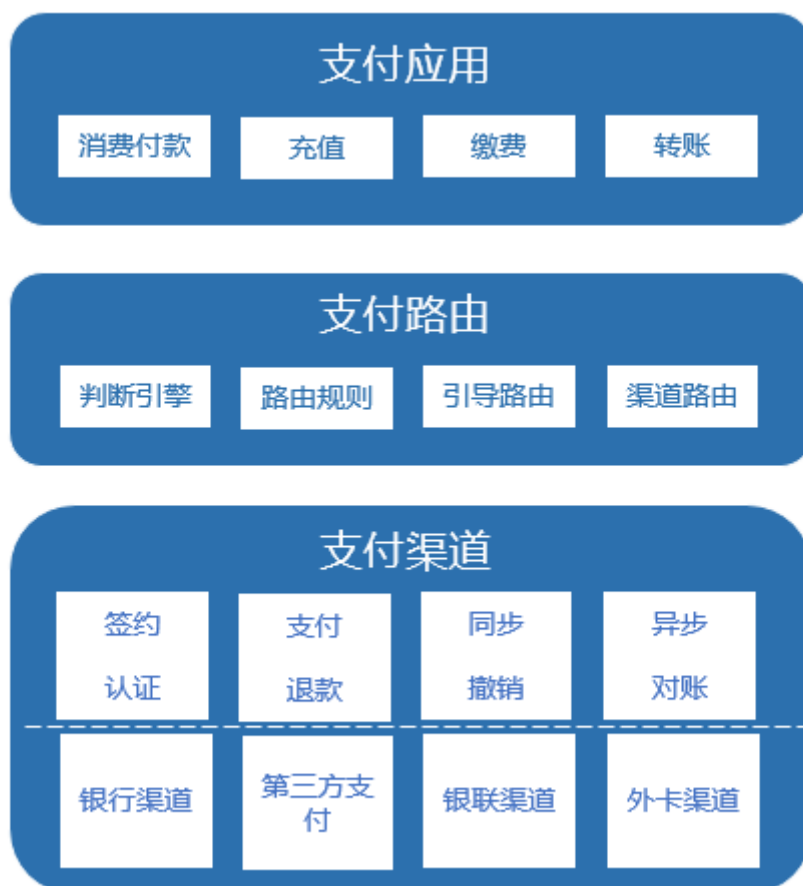 支付应用
消费付款
充值
缴费
转账
支付路由
判断引擎
路由规则
引导路由
渠道路由
支付渠道
签约
认证
支付
退款
同步
撤销
异步
对账
银行渠道
第三方支
付
银联渠道
外卡渠道